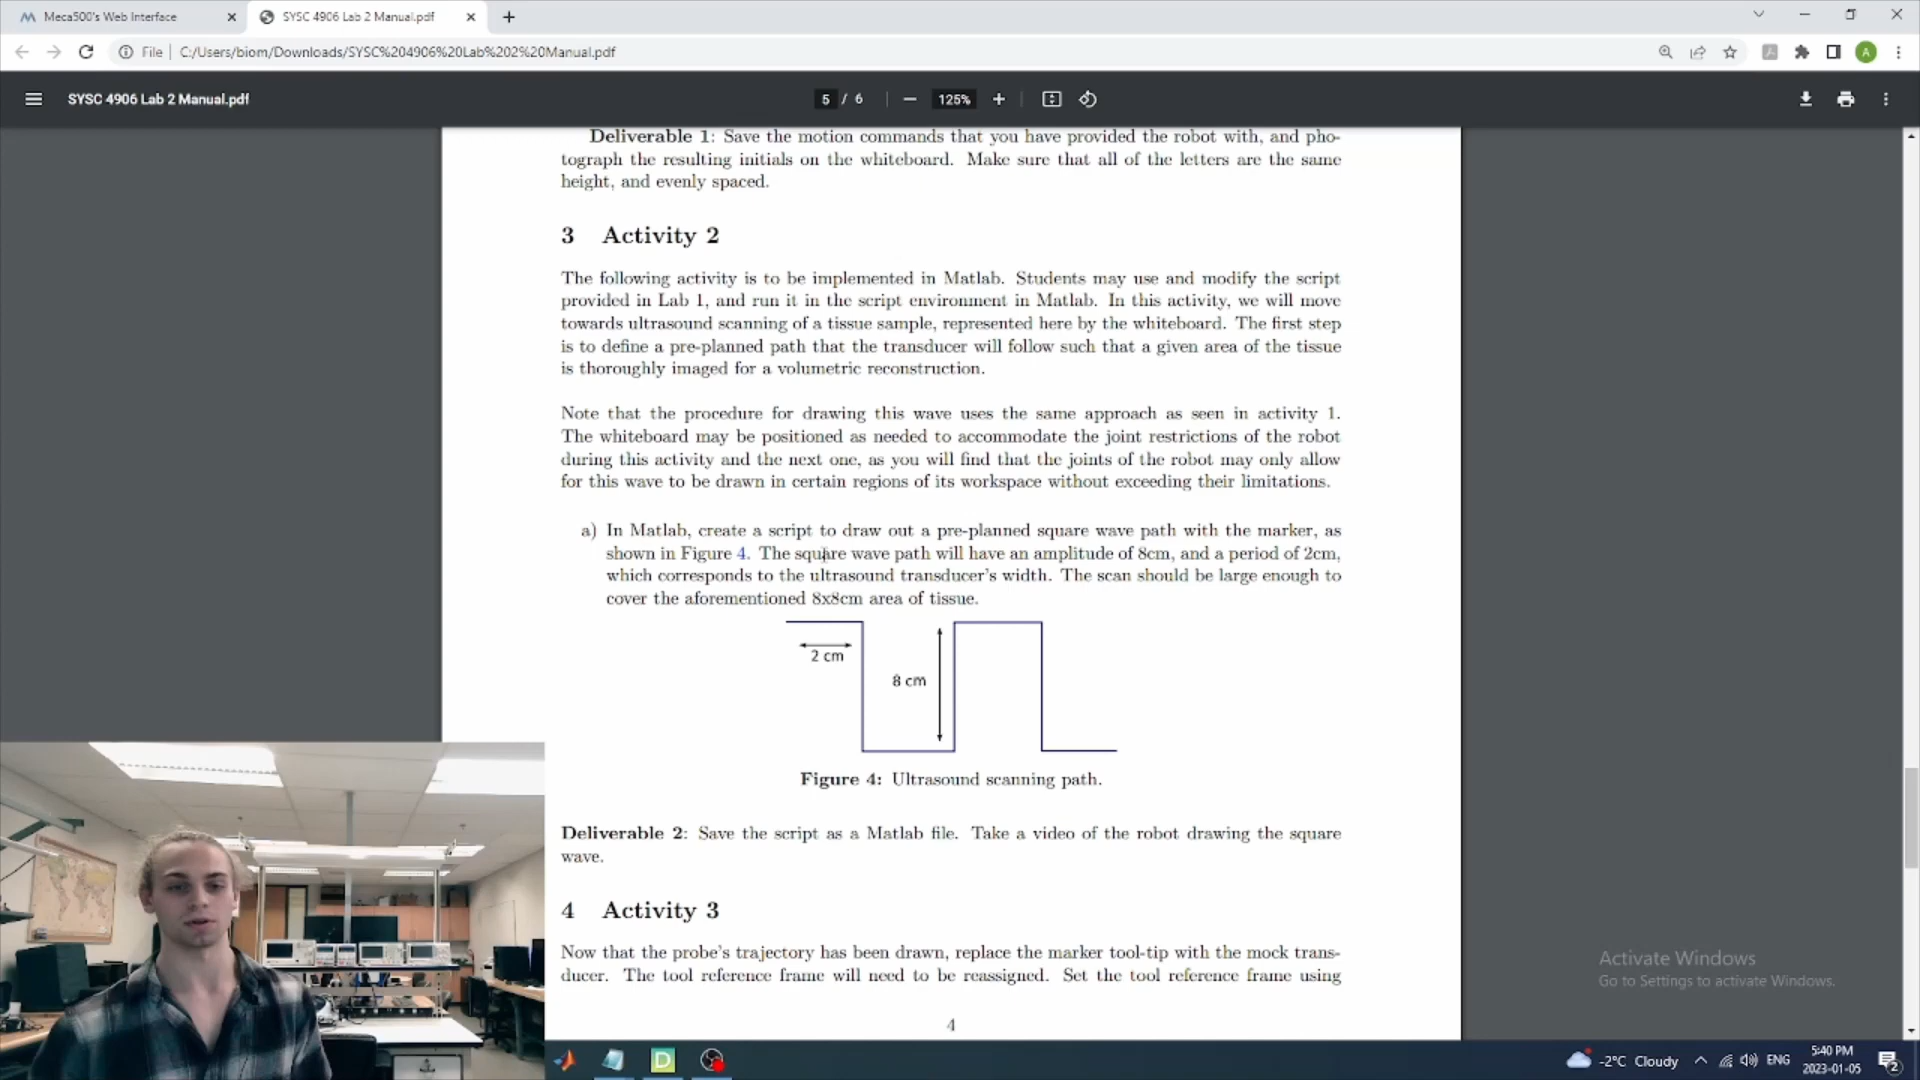 Meca500's Web Interface
SYSC 4906 Lab 2 Manual.pdf
File | C:/Users/biom/Downloads/SYSC%204906%20Lab%202%20Manual.pdf
A
SYSC 4906 Lab 2 Manual.pdf
5 / 6
125%
Deliverable 1: Save the motion commands that you have provided the robot with, and pho-
tograph the resulting initials on the whiteboard. Make sure that all of the letters are the same
height, and evenly spaced.
3 Activity 2
The following activity is to be implemented in Matlab. Students may use and modify the script
provided in Lab 1, and run it in the script environment in Matlab. In this activity, we will move
towards ultrasound scanning of a tissue sample, represented here by the whiteboard. The first step
is to define a pre-planned path that the transducer will follow such that a given area of the tissue
is thoroughly imaged for a volumetric reconstruction.
Note that the procedure for drawing this wave uses the same approach as seen in activity 1.
The whiteboard may be positioned as needed to accommodate the joint restrictions of the robot
during this activity and the next one, as you will find that the joints of the robot may only allow
for this wave to be drawn in certain regions of its workspace without exceeding their limitations.
a) In Matlab, create a script to draw out a pre-planned square wave path with the marker, as
shown in Figure 4. The square wave path will have an amplitude of 8cm, and a period of 2cm,
which corresponds to the ultrasound transducer's width. The scan should be large enough to
cover the aforementioned 8x8cm area of tissue.
2 cm
8 cm
Figure 4: Ultrasound scanning path.
Deliverable 2: Save the script as a Matlab file. Take a video of the robot drawing the square
wave.
4 Activity 3
Now that the probe's trajectory has been drawn, replace the marker tool-tip with the mock trans-
ducer. The tool reference frame will need to be reassigned. Set the tool reference frame using
4
Activate Windows
Go to Settings to activate Windows.
D
-2°C Cloudy
ENG
5:40 PM
2023-01-05
2